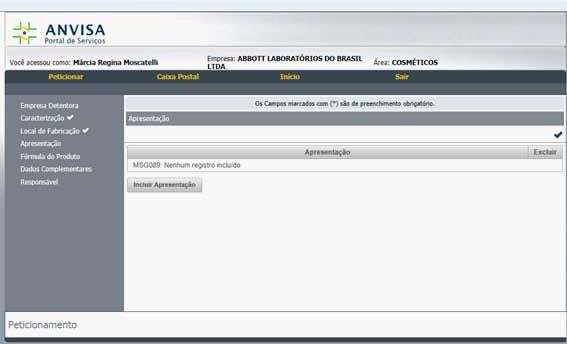 ANVISA
Portal de Serviços
Você acessou como: Márcia Regina Moscatelli Empresa: ABBOTT LABORATÓRIOS DO BRASIL LTDA Área: COSMÉTICOS
Peticionar Caixa Postal Início Sair
Empresa Detentora
Caracterização
Local de Fabricação
Apresentação
Fórmula do Produto
Dados Complementares
Responsável
Os Campos marcados com (*) são de preenchimento obrigatório.
Apresentação
Apresentação Excluir
MSG089: Nenhum registro incluído
Incluir Apresentação
Peticionamento